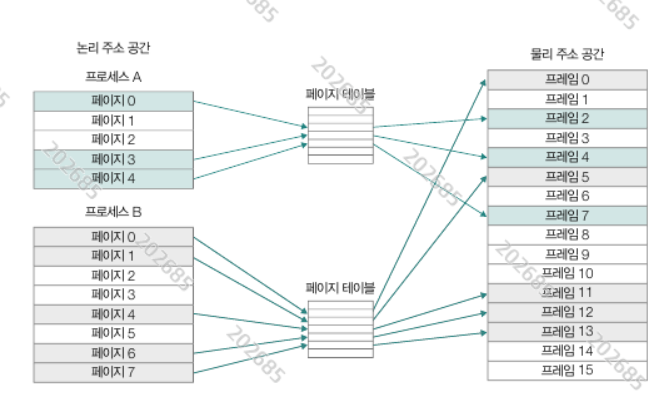 논리 주소 공간
프로세스 A
페이지 0
페이지 1
페이지 2
페이지 3
페이지 4
프로세스 B
페이지 0
페이지 1
페이지 2
페이지 3
페이지 4
페이지 5
페이지 6
페이지 7
페이지 테이블
페이지 테이블
물리 주소 공간
프레임 0
프레임 1
프레임 2
프레임 3
프레임 4
프레임 5
프레임 6
프레임 7
프레임 8
프레임 9
프레임 10
프레임 11
프레임 12
프레임 13
프레임 14
프레임 15
202685
202685
202685
202685
202685
202685
202685